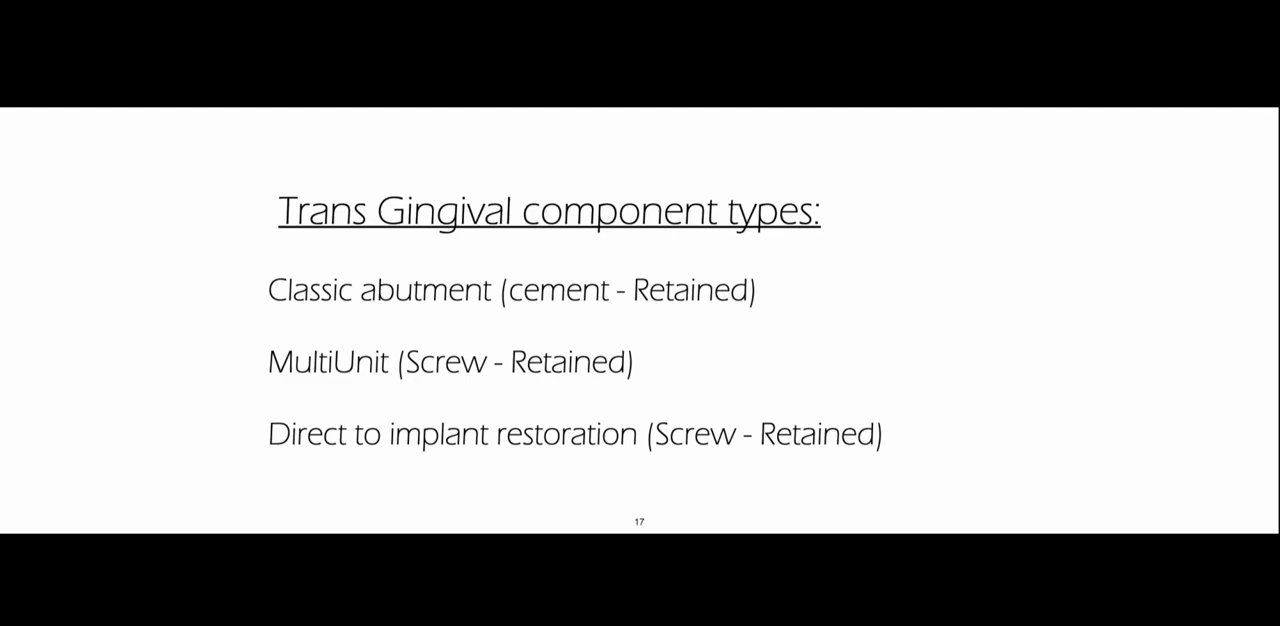 Trans Gingival component types:
Classic abutment (cement - Retained)
MultiUnit (Screw - Retained)
Direct to implant restoration (Screw - Retained)
17